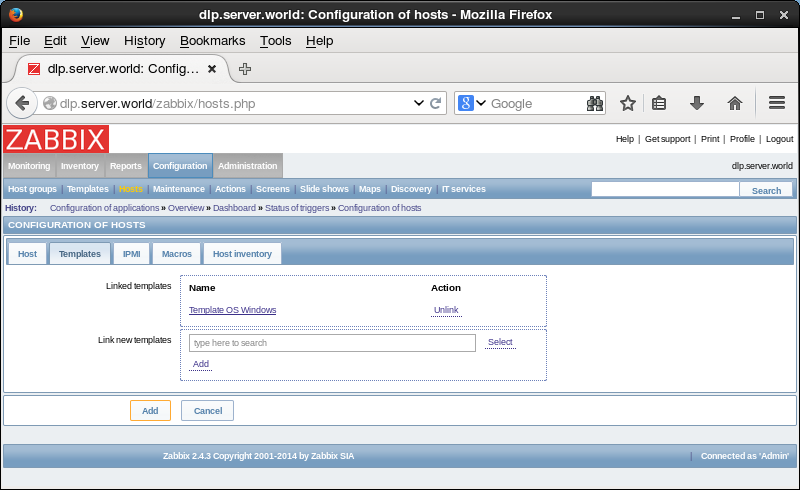 dlp.server.world: Configuration of hosts - Mozilla Firefox
File Edit View History Bookmarks Tools Help
dlp.server.world: Config...
dlp.server.world/zabbix/hosts.php Google
ZABBIX
Help | Get support | Print | Profile | Logout
Monitoring Inventory Reports Configuration Administration dlp.server.world
Host groups | Templates | Hosts | Maintenance | Actions | Screens | Slide shows | Maps | Discovery | IT services Search
History: Configuration of applications » Overview » Dashboard » Status of triggers » Configuration of hosts
CONFIGURATION OF HOSTS
Host Templates IPMI Macros Host inventory
Linked templates Name Action
Template OS Windows Unlink
Link new templates type here to search Select
Add
Add Cancel
Zabbix 2.4.3 Copyright 2001-2014 by Zabbix SIA | Connected as 'Admin'